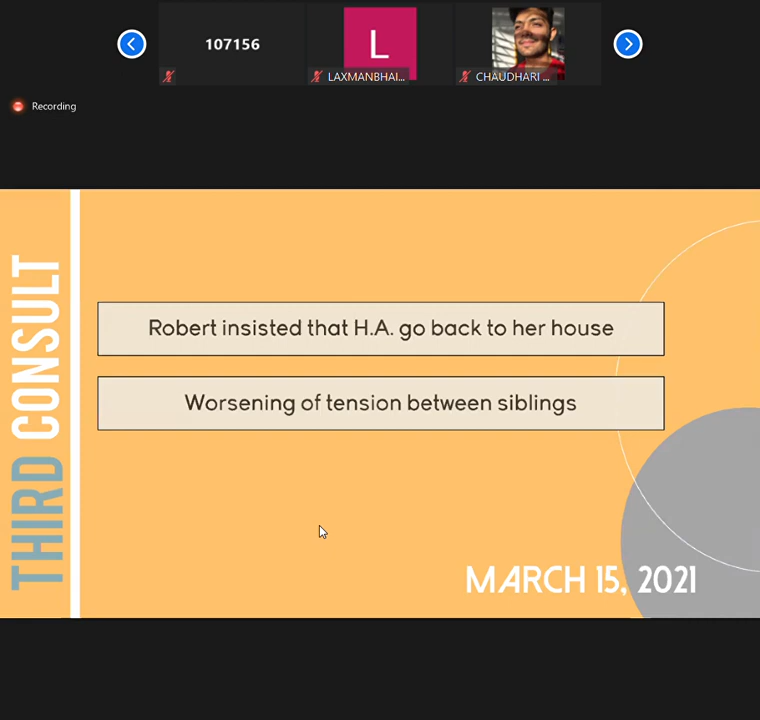 107156
L
LAXMANBHAI...
CHAUDHARI ...
Recording
THIRD CONSULT
Robert insisted that H.A. go back to her house
Worsening of tension between siblings
MARCH 15, 2021